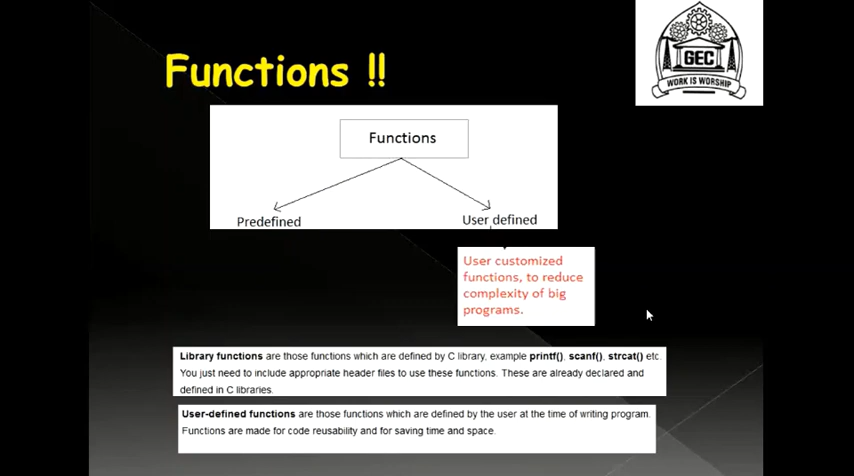 Functions !!
GEC
WORK IS WORSHIP
Functions
Predefined
User defined
User customized
functions, to reduce
complexity of big
programs.
Library functions are those functions which are defined by C library, example printf(), scanf(), strcat() etc.
You just need to include appropriate header files to use these functions. These are already declared and
defined in C libraries.
User-defined functions are those functions which are defined by the user at the time of writing program.
Functions are made for code reusability and for saving time and space.